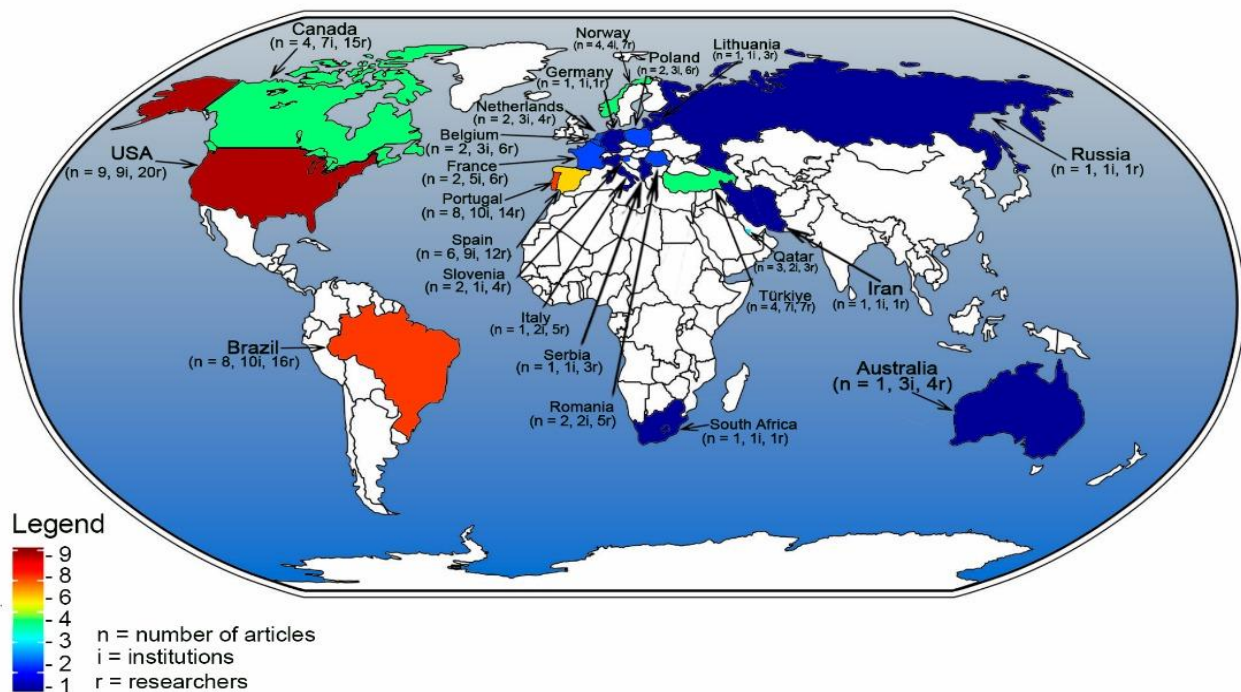 Canada
(n = 4, 7i, 15r)
Norway
(n = 4, 4i, 7r)
Poland
(n = 2, 3i, 6r)
Lithuania
(n = 1, 1i, 3r)
Germany
(n = 1, 1i,1r)
Netherlands
(n = 2, 3i, 4r)
Belgium
(n = 2, 3i, 6r)
USA
(n = 9, 9i, 20r)
France
(n = 2, 5i, 6r)
Russia
(n = 1, 1i, 1r)
Portugal
(n = 8, 10i, 14r)
Spain
(n = 6, 9i, 12r)
Slovenia
(n = 2, 1i, 4r)
Qatar
(n = 3, 2i, 3r)
Iran
(n = 1, 1i, 1r)
Türkiye
(n = 4, 7i, 7r)
Italy
(n = 1, 2i, 5r)
Brazil
(n = 8, 10i, 16r)
Serbia
(n = 1, 1i, 3r)
Australia
(n = 1, 3i, 4r)
Romania
(n = 2, 2i, 5r)
South Africa
(n = 1, 1i, 1r)
Legend
- 9
- 8
- 6
- 4
- 3
- 2
- 1
n = number of articles
i = institutions
r = researchers